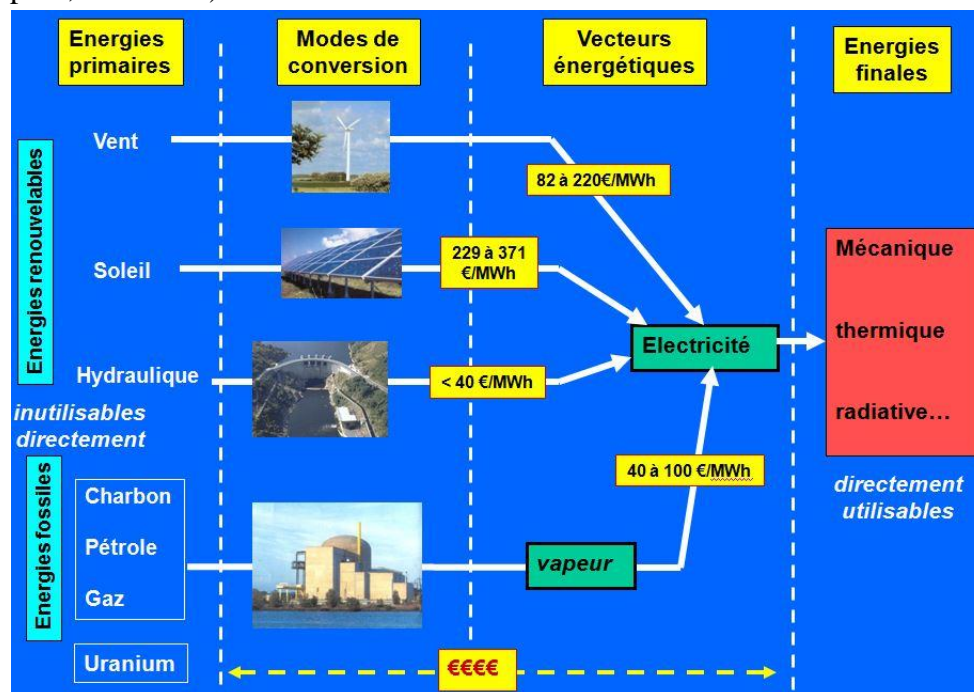 Energies
primaires
Modes de
conversion
Vecteurs
énergétiques
Energies
finales
Energies renouvelables
Vent
82 à 220€/MWh
Soleil
229 à 371
€/MWh
Hydraulique
< 40 €/MWh
Electricité
Mécanique
thermique
radiative…
inutilisables
directement
directement
utilisables
Energies fossiles
Charbon
Pétrole
Gaz
Uranium
vapeur
40 à 100 €/MWh
€€€€